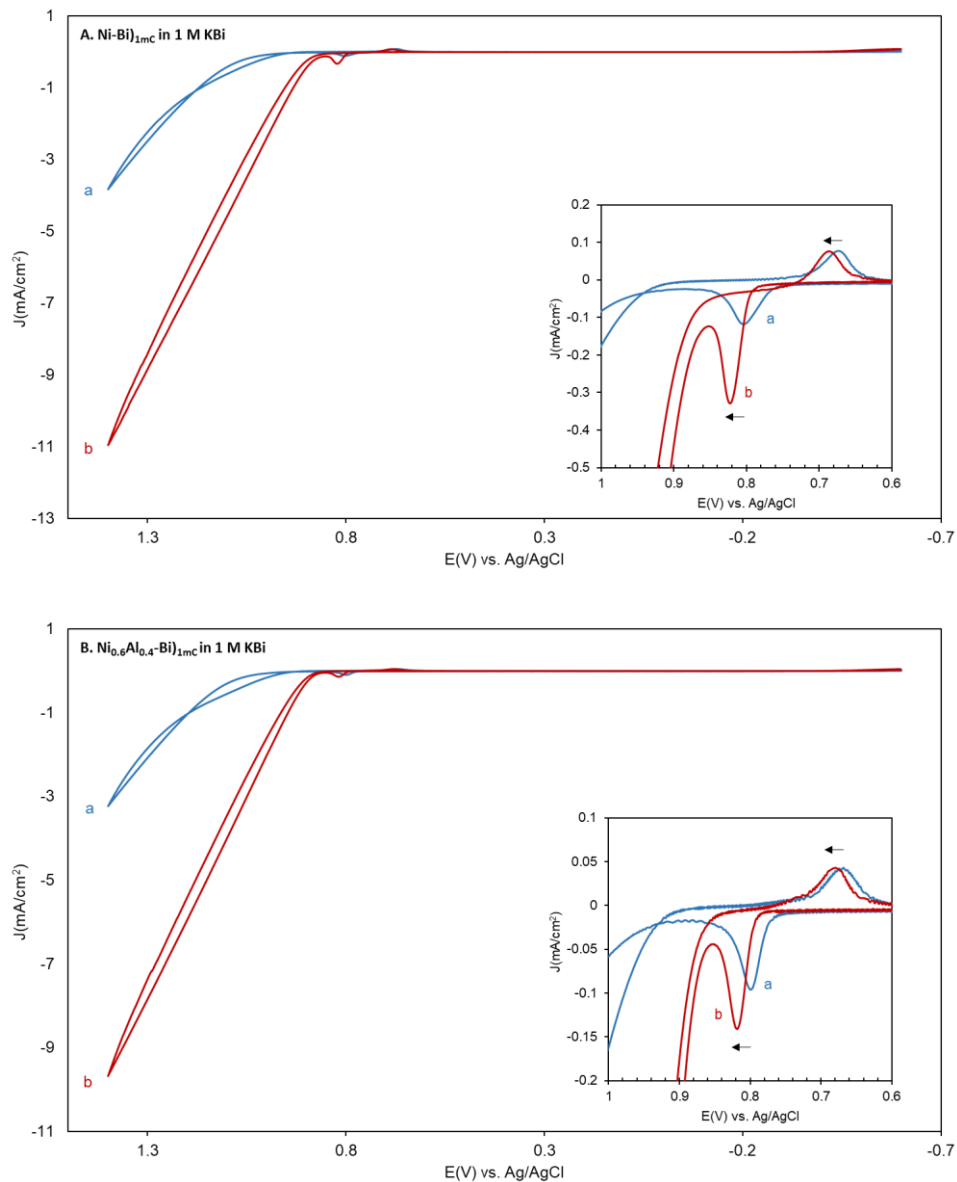 A. Ni-Bi)1mC in 1 M KBi
1
-1
-3
-5
-7
-9
-11
-13
J(mA/cm²)
a
b
1.3
0.8
0.3
-0.2
-0.7
E(V) vs. Ag/AgCl
0.2
0.1
0
-0.1
-0.2
-0.3
-0.4
-0.5
J(mA/cm²)
a
b
1
0.9
0.8
0.7
0.6
E(V) vs. Ag/AgCl
B. Ni0.6Al0.4-Bi)1mC in 1 M KBi
1
-1
-3
-5
-7
-9
-11
J(mA/cm²)
a
b
1.3
0.8
0.3
-0.2
-0.7
E(V) vs. Ag/AgCl
0.1
0.05
0
-0.05
-0.1
-0.15
-0.2
J(mA/cm²)
a
b
1
0.9
0.8
0.7
0.6
E(V) vs. Ag/AgCl